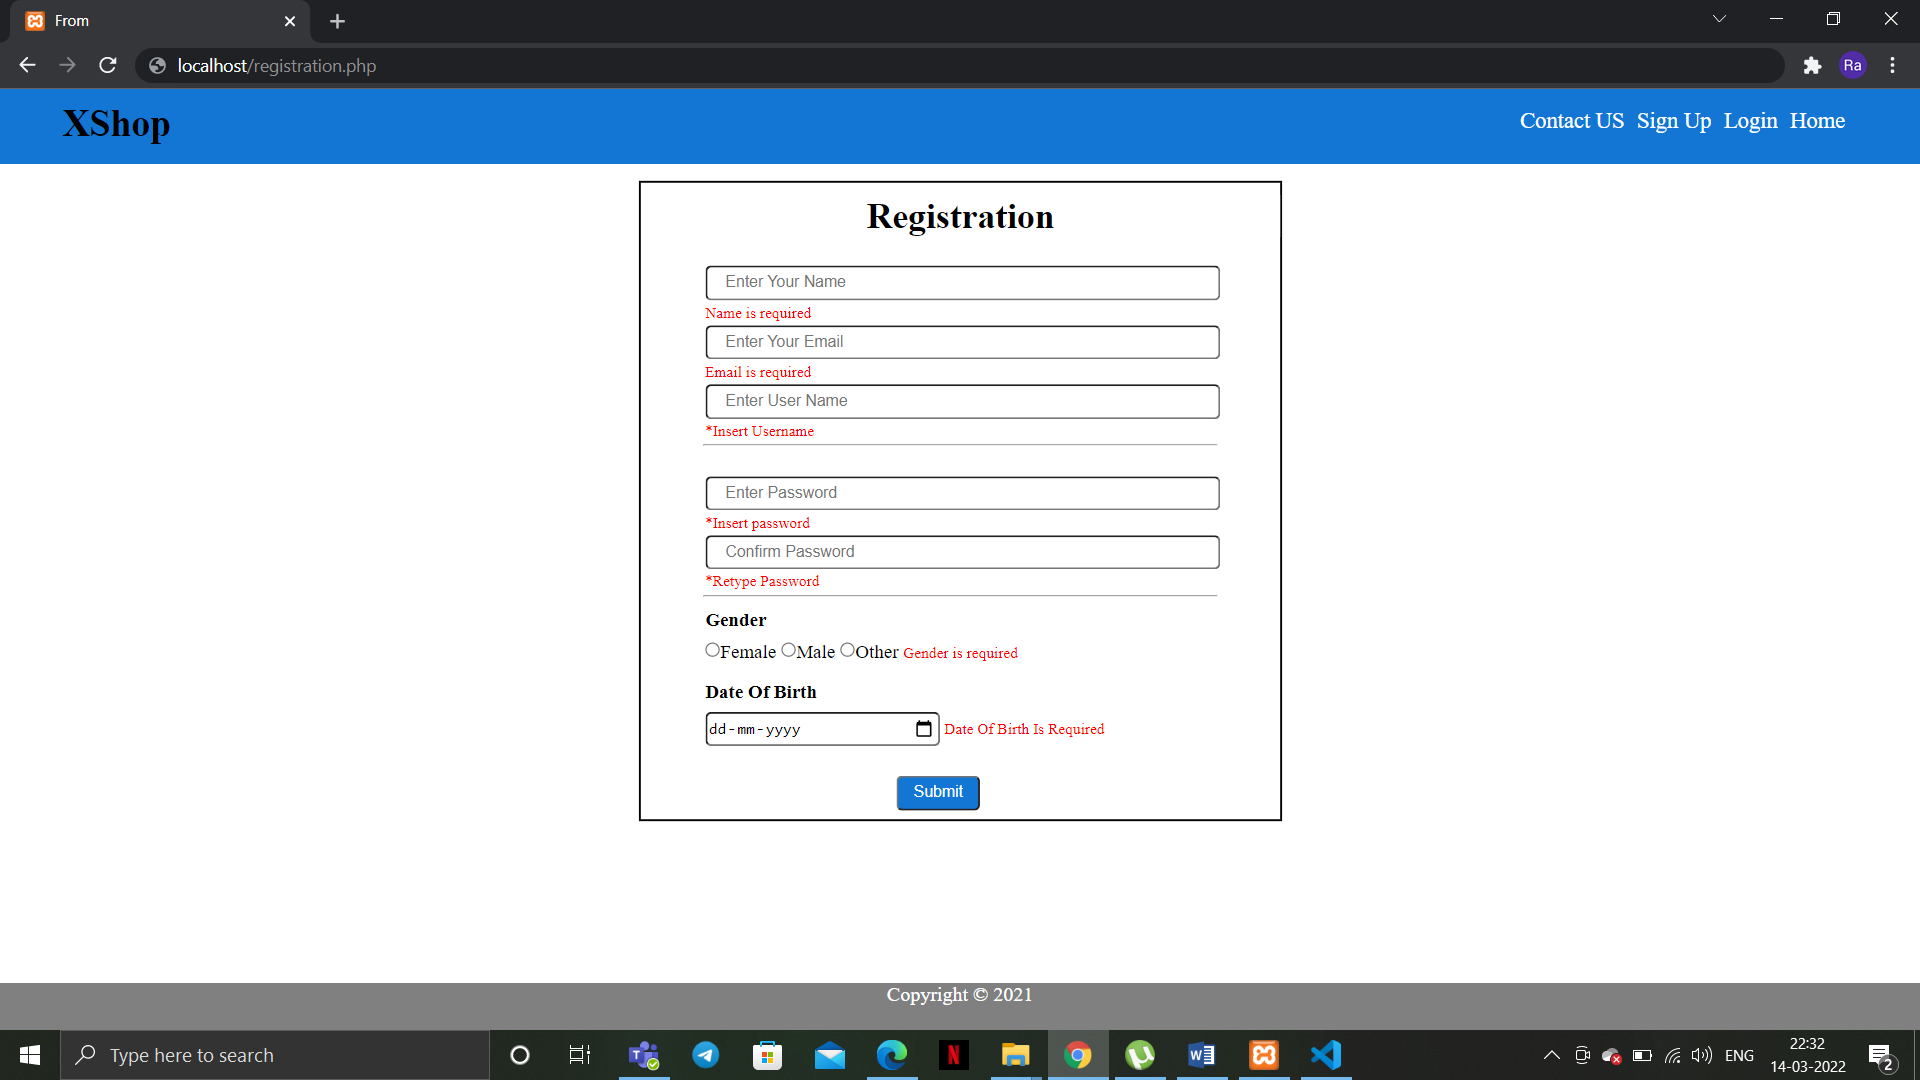 From
localhost/registration.php
Ra
XShop
Contact US Sign Up Login Home
Registration
Enter Your Name
Name is required
Enter Your Email
Email is required
Enter User Name
*Insert Username
Enter Password
*Insert password
Confirm Password
*Retype Password
Gender
Female Male Other Gender is required
Date Of Birth
dd-mm-yyyy Date Of Birth Is Required
Submit
Copyright © 2021
Type here to search
ENG
22:32
14-03-2022
2